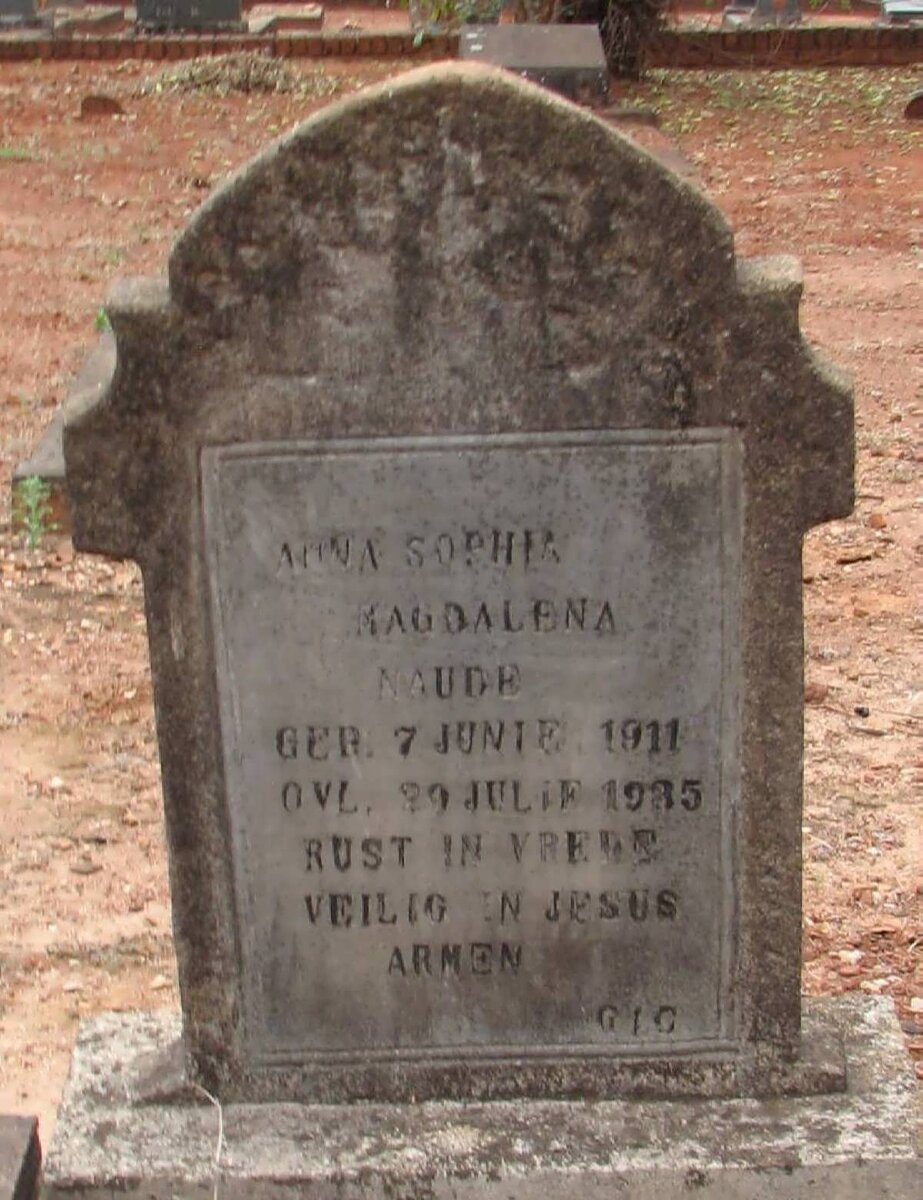 ANNA SOPHIA
MAGDALENA
NAUDE
GEB. 7 JUNIE. 1911
OVL. 29 JULIE 1935
RUST IN VREDE
VEILIG IN JESUS
ARMEN